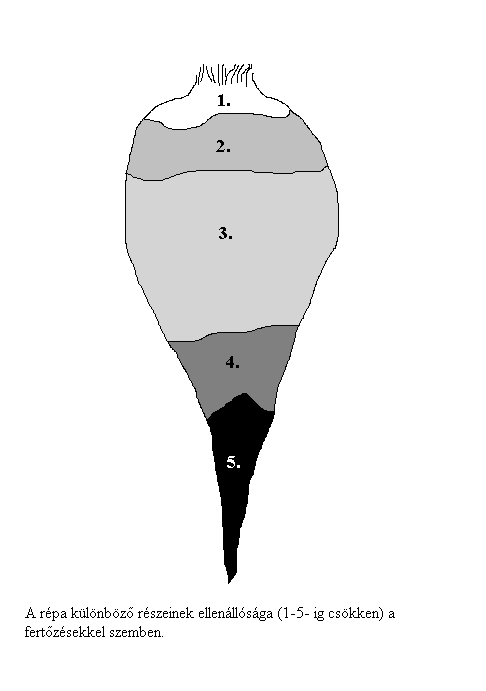 1.
2.
3.
4.
5.
A répa különböző részeinek ellenállósága (1-5- ig csökken) a
fertőzésekkel szemben.